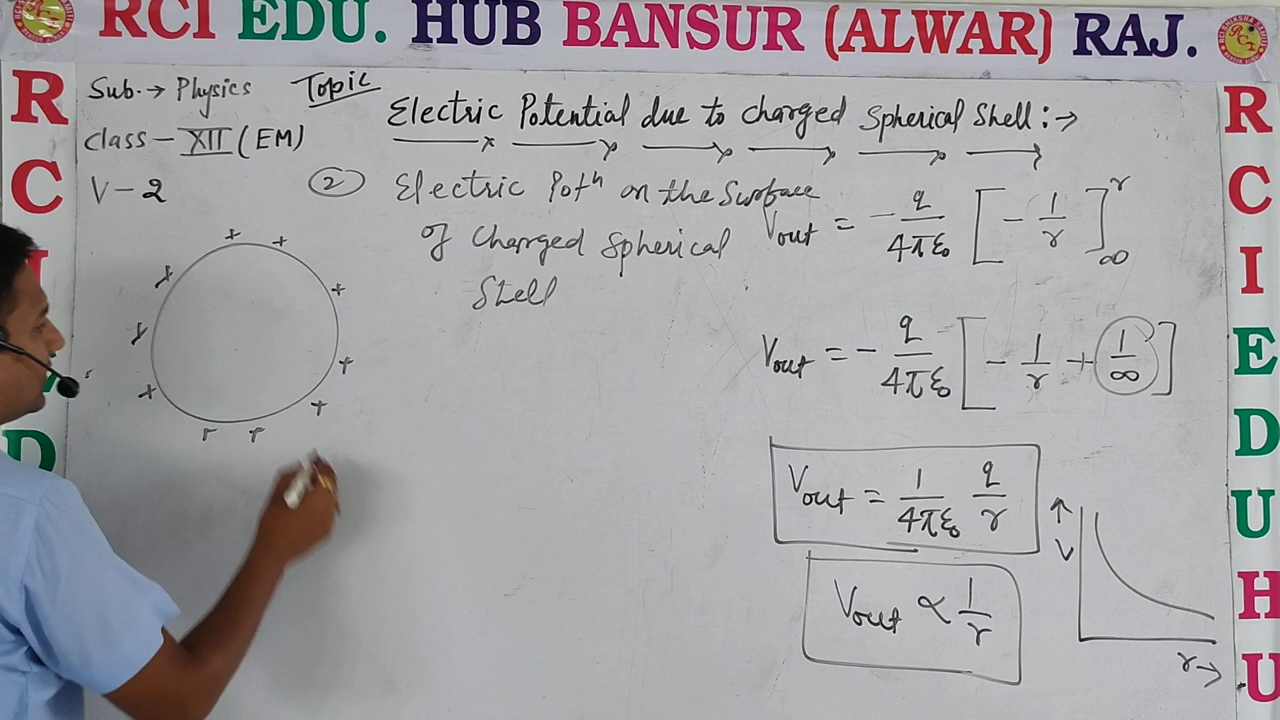 RCI EDU. HUB BANSUR (ALWAR) RAJ.
R
C
I
D
Sub.→ Physics
Class – XII (EM)
V-2
Topic
Electric Potential due to charged Spherical Shell :→
② Electric Potⁿ on the Surface
of Charged Spherical
Shell
Vout = - q/4πε₀ [ - 1/r ]^r_∞
Vout = - q/4πε₀ [ - 1/r + 1/∞ ]
Vout = 1/4πε₀ q/r
Vout ∝ 1/r
↑
V
r→
R
C
I
E
D
U
H
U